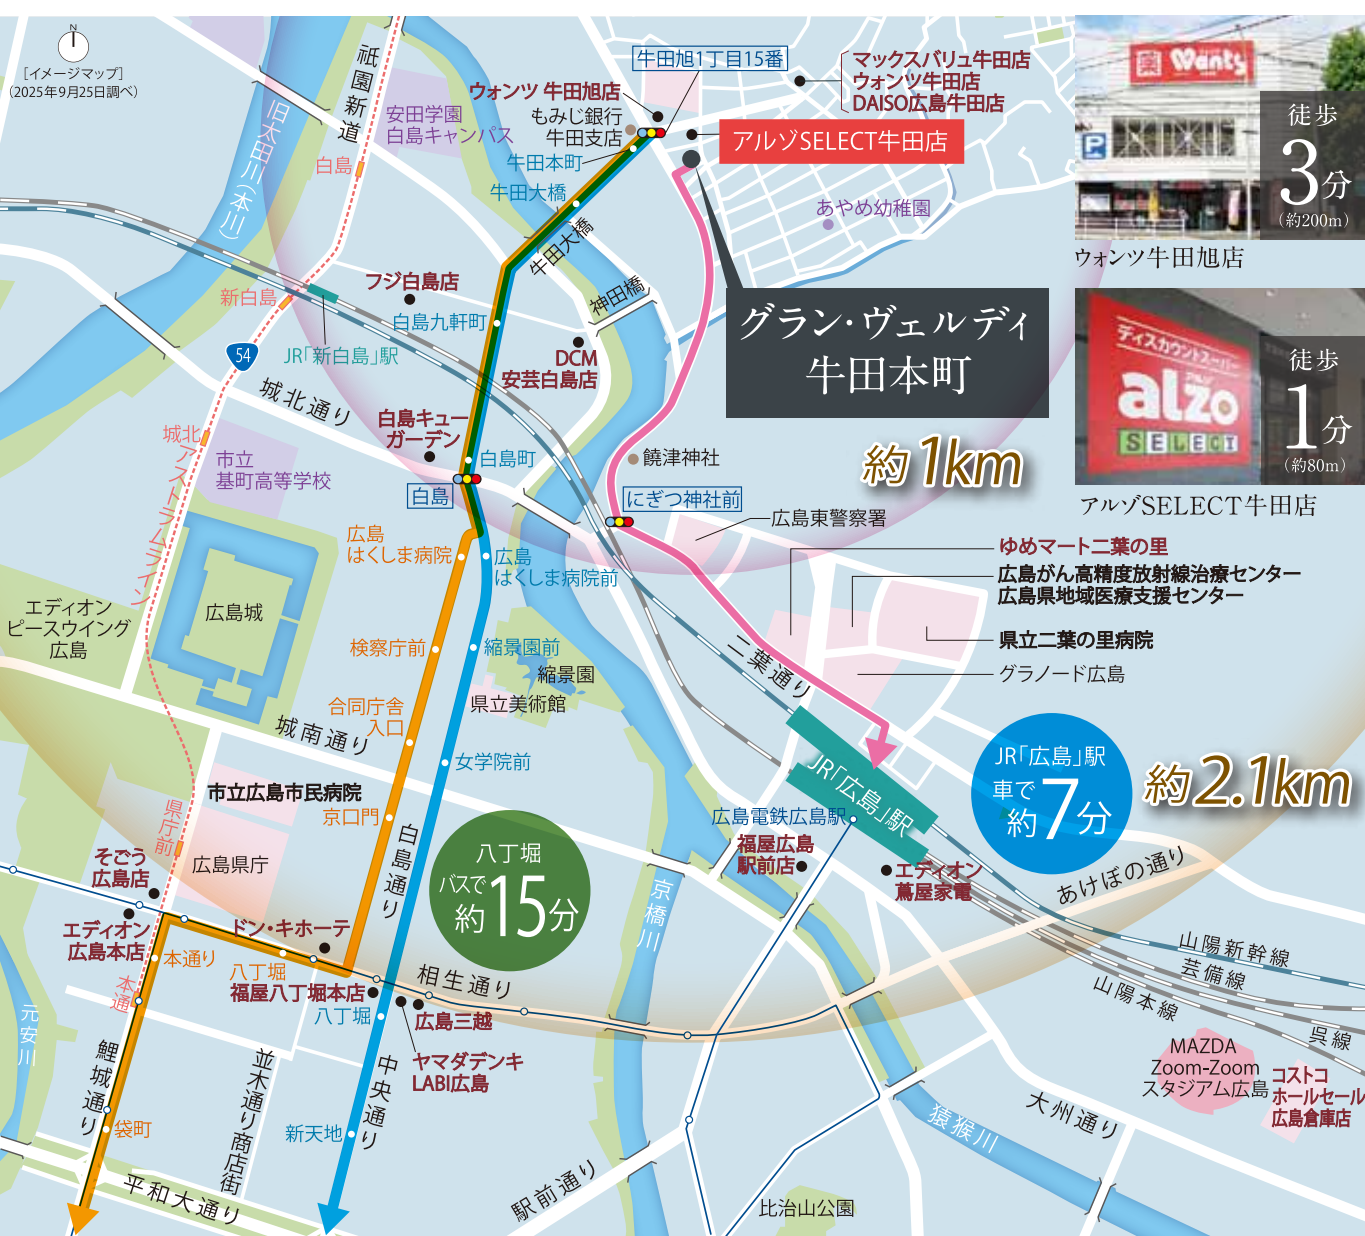 N
[イメージマップ]
(2025年9月25日調べ)
祇園新道
旧太田川(本川)
安田学園
白島キャンパス
白島
ウォンツ 牛田旭店
もみじ銀行
牛田支店
牛田本町
牛田大橋
牛田大橋
牛田旭1丁目15番
マックスバリュ牛田店
ウォンツ牛田店
DAISO広島牛田店
アルゾSELECT牛田店
あやめ幼稚園
wants
薬
P
徒歩
3分
(約200m)
ウォンツ牛田旭店
ディスカウントスーパー
アルゾ
alzo
SELECT
徒歩
1分
(約80m)
アルゾSELECT牛田店
グラン・ヴェルディ
牛田本町
約1km
新白島
JR「新白島」駅
54
フジ白島店
白島九軒町
神田橋
DCM
安芸白島店
城北通り
白島キュー
ガーデン
白島町
白島
城北
アストラムライン
市立
基町高等学校
饒津神社
にぎつ神社前
広島東警察署
ゆめマート二葉の里
広島がん高精度放射線治療センター
広島県地域医療支援センター
県立二葉の里病院
グラノード広島
広島
はくしま病院
広島
はくしま病院前
エディオン
ピースウイング
広島
広島城
検察庁前
縮景園前
縮景園
県立美術館
二葉通り
合同庁舎
入口
城南通り
女学院前
JR「広島」駅
JR「広島」駅
車で
約7分
約2.1km
市立広島市民病院
県庁前
京口門
白島通り
広島県庁
八丁堀
バスで
約15分
広島電鉄広島駅
福屋広島
駅前店
エディオン
蔦屋家電
あけぼの通り
京橋川
そごう
広島店
エディオン
広島本店
ドン・キホーテ
本通り
本通
八丁堀
福屋八丁堀本店
八丁堀
相生通り
広島三越
ヤマダデンキ
LABI広島
山陽新幹線
芸備線
山陽本線
呉線
元安川
鯉城通り
袋町
並木通り商店街
中央通り
新天地
平和大通り
駅前通り
比治山公園
猿猴川
大州通り
MAZDA
Zoom-Zoom
スタジアム広島
コストコ
ホールセール
広島倉庫店